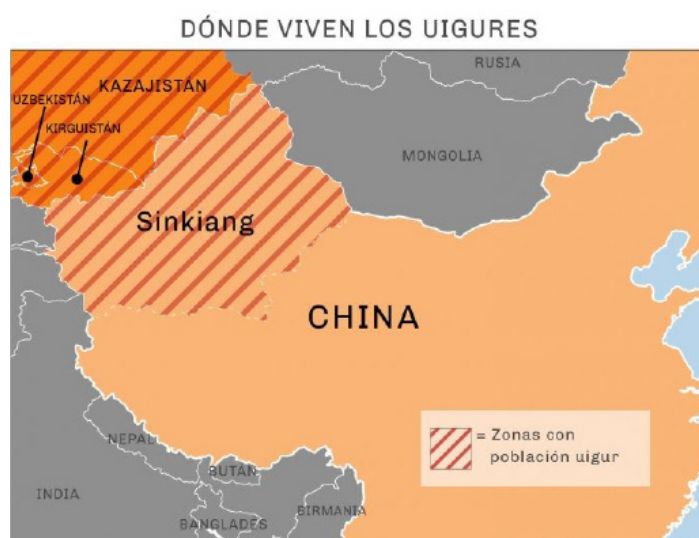 DÓNDE VIVEN LOS UIGURES
RUSIA
KAZAJISTÁN
UZBEKISTÁN
KIRGUISTÁN
MONGOLIA
Sinkiang
CHINA
= Zonas con
población uigur
NEPAL
BUTÁN
INDIA
BIRMANIA
BANGLADES